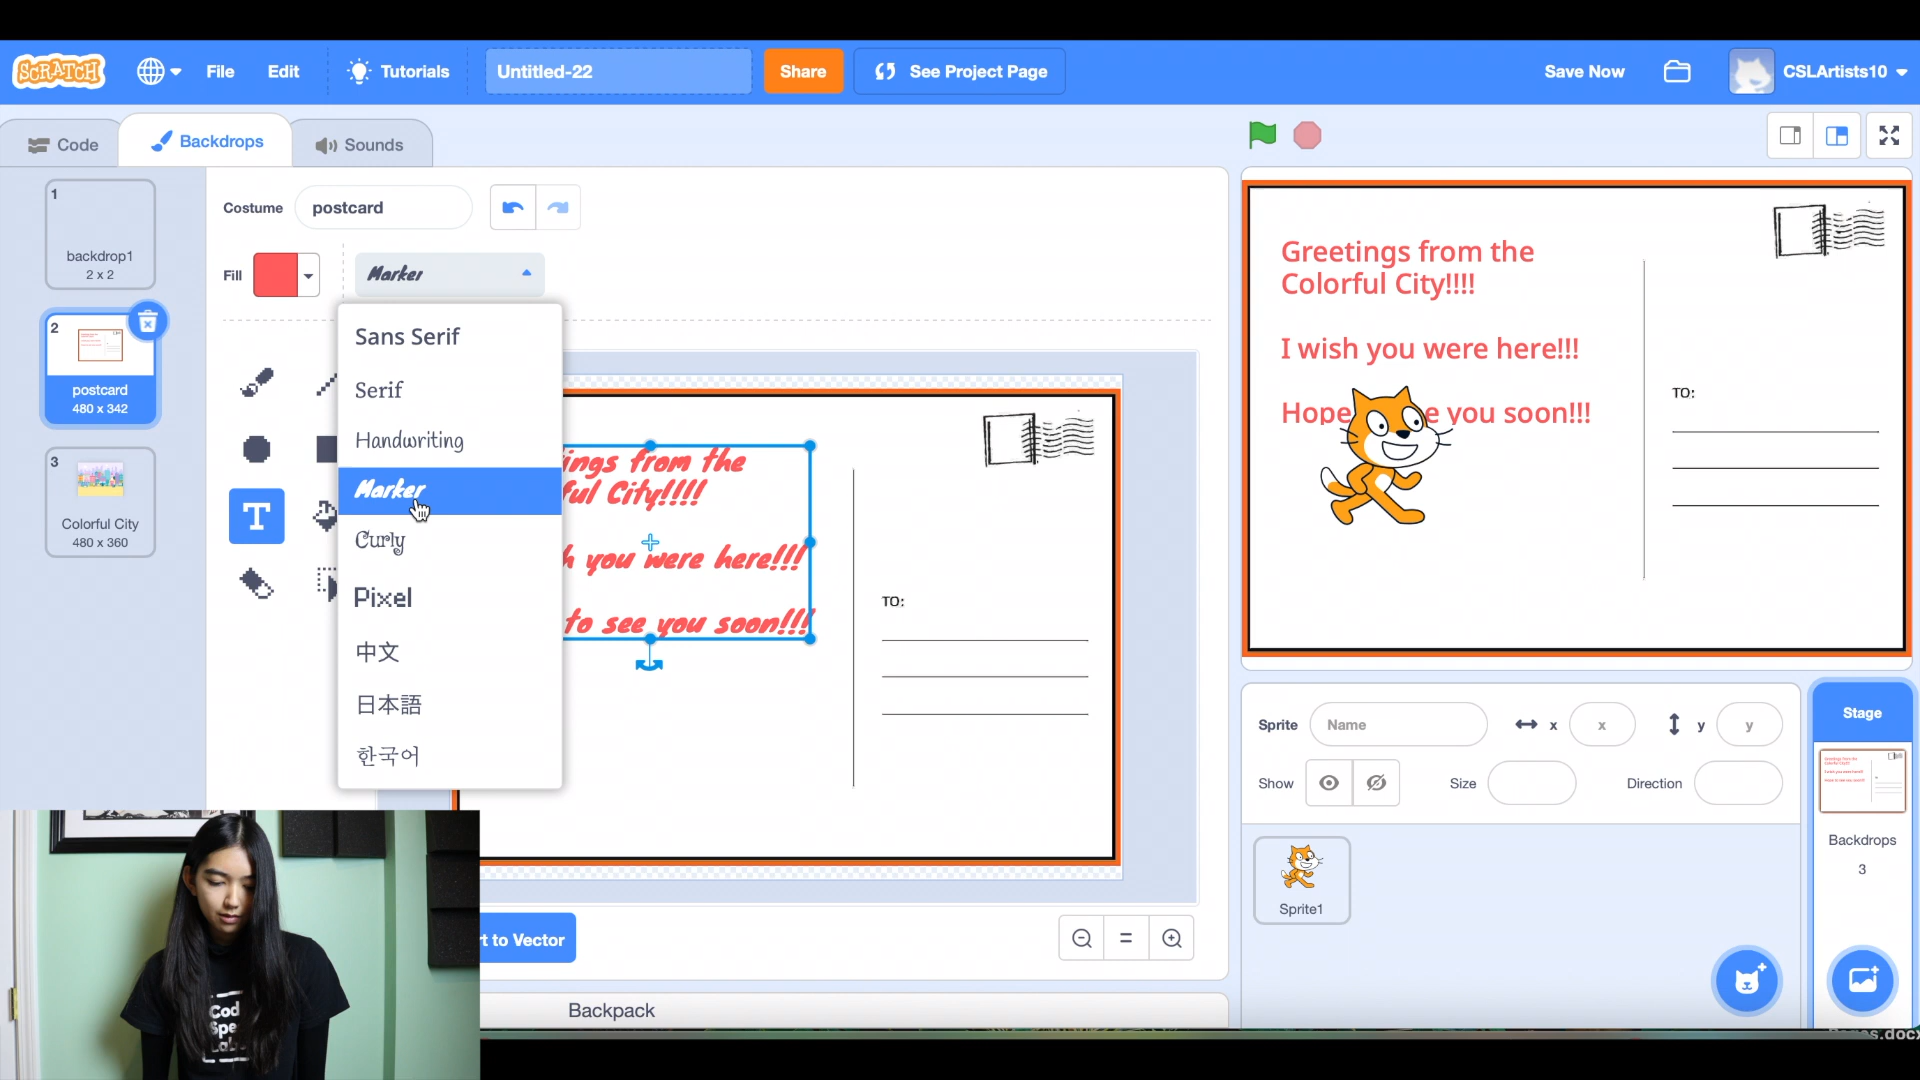 SCRATCH
File
Edit
Tutorials
Untitled-22
Share
See Project Page
Save Now
CSLArtists10
Code
Backdrops
Sounds
1
backdrop1
2 x 2
2
postcard
480 x 342
3
Colorful City
480 x 360
Costume
postcard
Fill
Marker
Sans Serif
Serif
Handwriting
Marker
Curly
Pixel
中文
日本語
한국어
T
ings from the
ful City!!!!
h you were here!!!
to see you soon!!!
TO:
t to Vector
=
Backpack
Greetings from the
Colorful City!!!!
I wish you were here!!!
Hope e you soon!!!
TO:
Sprite
Name
x
x
y
y
Show
Size
Direction
Sprite1
Stage
Backdrops
3
Cod
Spe
Lab